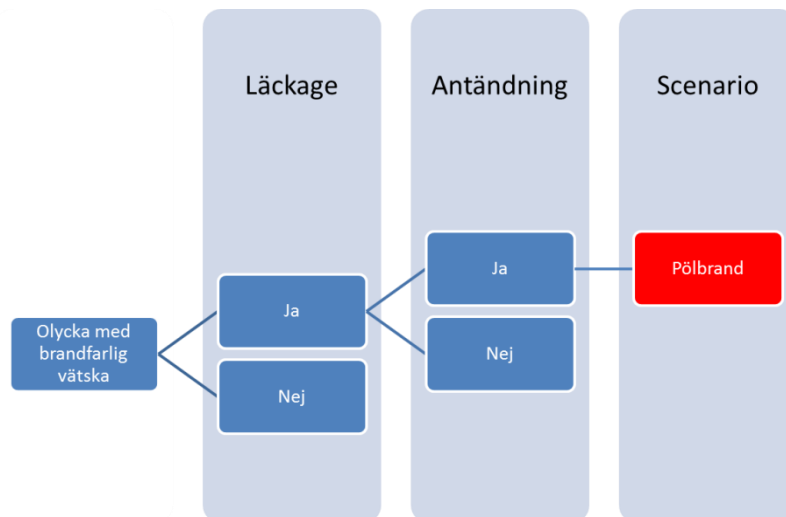 Läckage
Antändning
Scenario
Ja
Pölbrand
Ja
Olycka med
brandfarlig
vätska
Nej
Nej